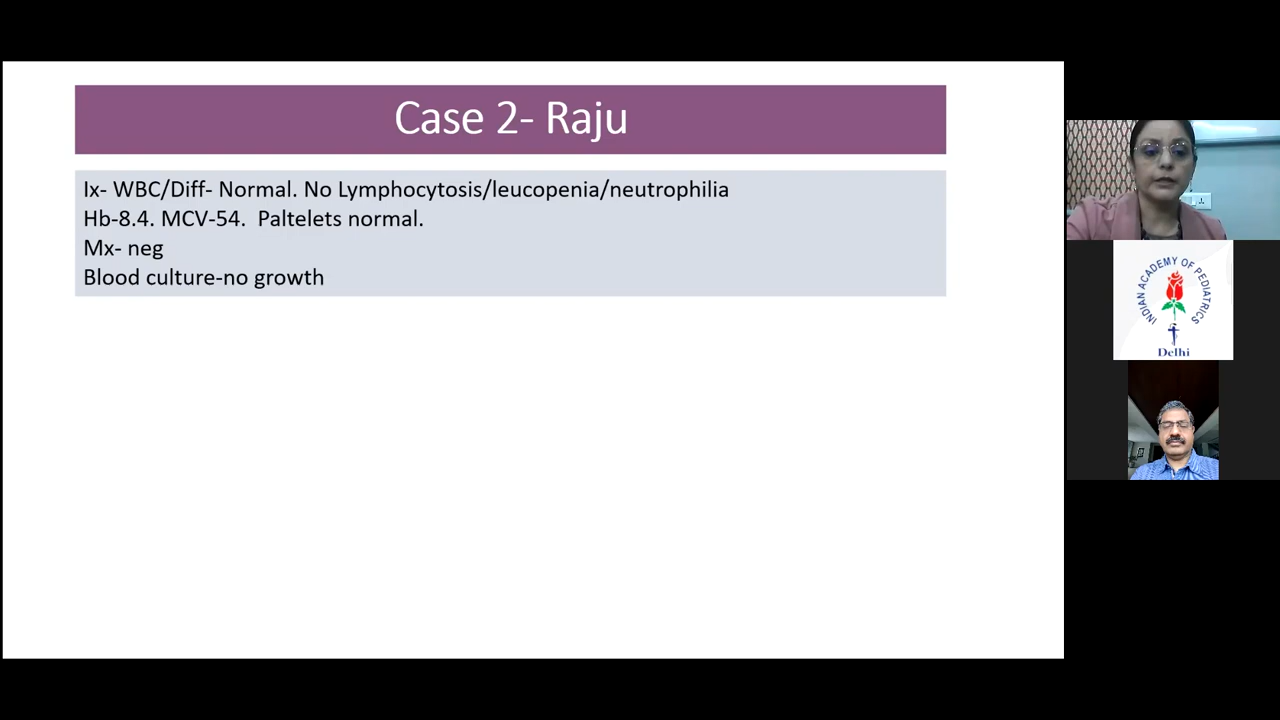 Case 2- Raju
Ix- WBC/Diff- Normal. No Lymphocytosis/leucopenia/neutrophilia
Hb-8.4. MCV-54.  Paltelets normal.
Mx- neg
Blood culture-no growth
INDIAN ACADEMY OF PEDIATRICS
Delhi